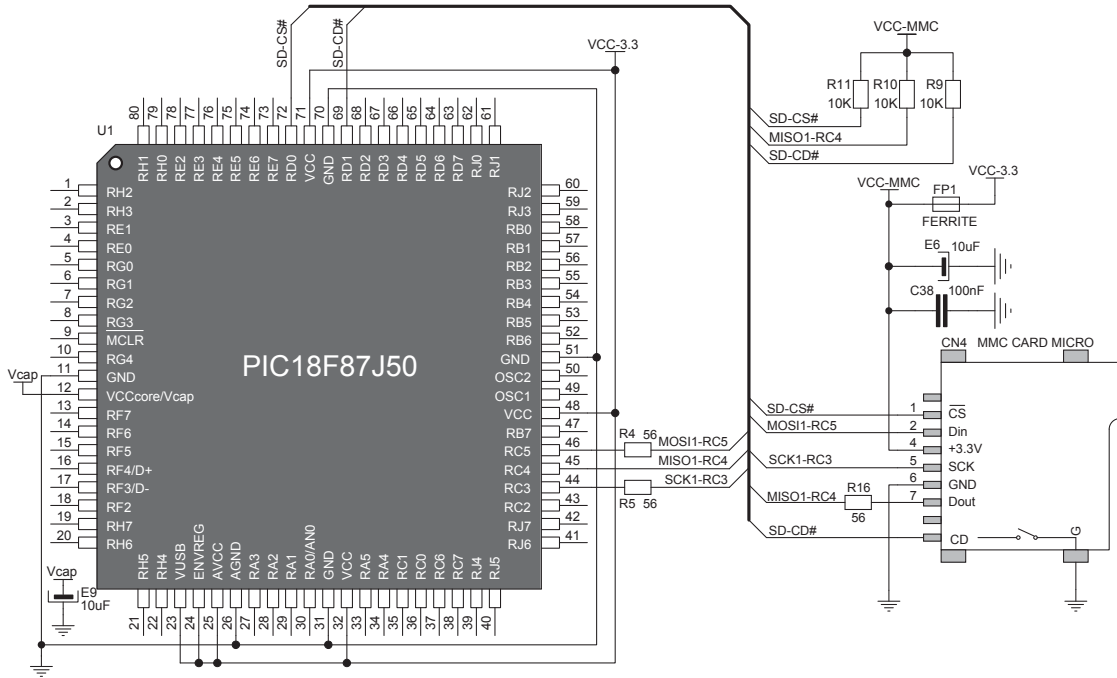 SD-CS#
SD-CD#
VCC-3.3
VCC-MMC
R11 R10 R9
10K 10K 10K
SD-CS#
MISO1-RC4
SD-CD#
U1
80 79 78 77 76 75 74 73 72 71 70 69 68 67 66 65 64 63 62 61
RH1 RH0 RE2 RE3 RE4 RE5 RE6 RE7 RD0 VCC GND RD1 RD2 RD3 RD4 RD5 RD6 RD7 RJ0 RJ1
1 RH2
2 RH3
3 RE1
4 RE0
5 RG0
6 RG1
7 RG2
8 RG3
9 MCLR
10 RG4
11 GND
Vcap
12 VCCcore/Vcap
13 RF7
14 RF6
15 RF5
16 RF4/D+
17 RF3/D-
18 RF2
19 RH7
20 RH6
PIC18F87J50
RJ2 60
RJ3 59
RB0 58
RB1 57
RB2 56
RB3 55
RB4 54
RB5 53
RB6 52
GND 51
OSC2 50
OSC1 49
VCC 48
RB7 47
RC5 46
RC4 45
RC3 44
RC2 43
RJ7 42
RJ6 41
R4 56
MOSI1-RC5
MISO1-RC4
SCK1-RC3
R5 56
RH5 RH4 VUSB ENVREG AVCC AGND RA3 RA2 RA1 RA0/AN0 GND VCC RA5 RA4 RC1 RC0 RC6 RC7 RJ4 RJ5
21 22 23 24 25 26 27 28 29 30 31 32 33 34 35 36 37 38 39 40
Vcap
E9
10uF
VCC-MMC
VCC-3.3
FP1
FERRITE
E6 10uF
C38 100nF
CN4 MMC CARD MICRO
SD-CS# 1 CS
MOSI1-RC5 2 Din
4 +3.3V
SCK1-RC3 5 SCK
6 GND
MISO1-RC4 R16 7 Dout
56
SD-CD# CD G